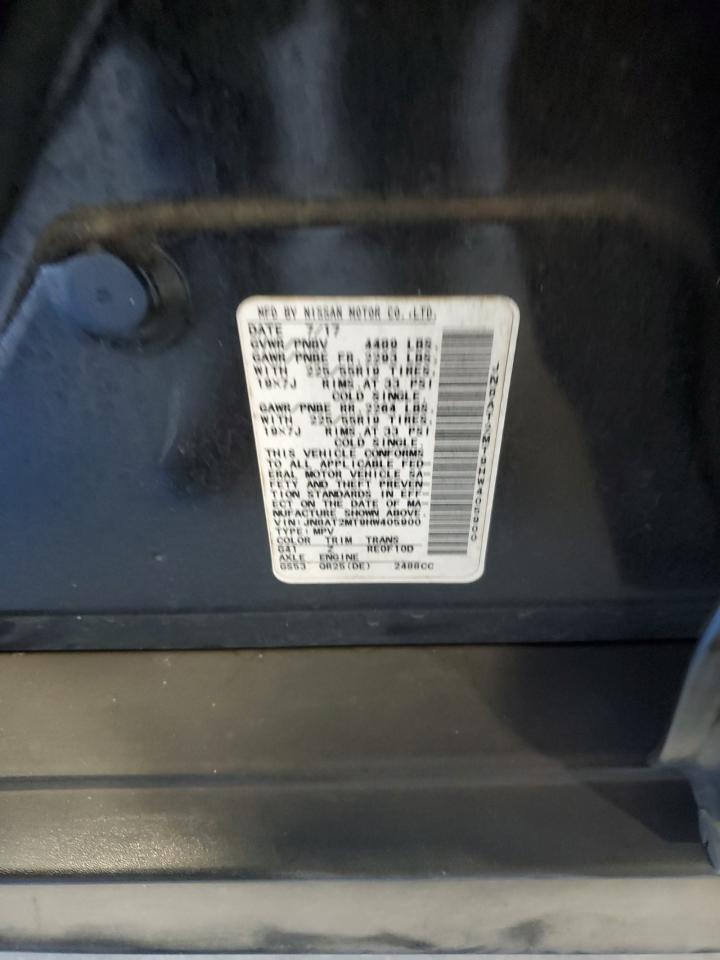 MFD BY NISSAN MOTOR CO.,LTD.
DATE 7/17
GVWR/PNBV LBS
GAWR/PNBE FR LBS
WITH 225/55R19 TIRES,
19X7J RIMS,AT 33 PSI
COLD SINGLE
GAWR/PNBE RR LBS
WITH 225/55R19 TIRES,
19X7J RIMS,AT 33 PSI
COLD SINGLE
THIS VEHICLE CONFORMS
TO ALL APPLICABLE FED
ERAL MOTOR VEHICLE SA
FETY AND THEFT PREVEN
TION STANDARDS IN EFF
ECT ON THE DATE OF MA
NUFACTURE SHOWN ABOVE.
VIN:JN8AT2MT9HW405900
TYPE:MPV
COLOR TRIM TRANS
G41 Z RE0F10D
AXLE ENGINE
GS53 QR25(DE) 2488CC